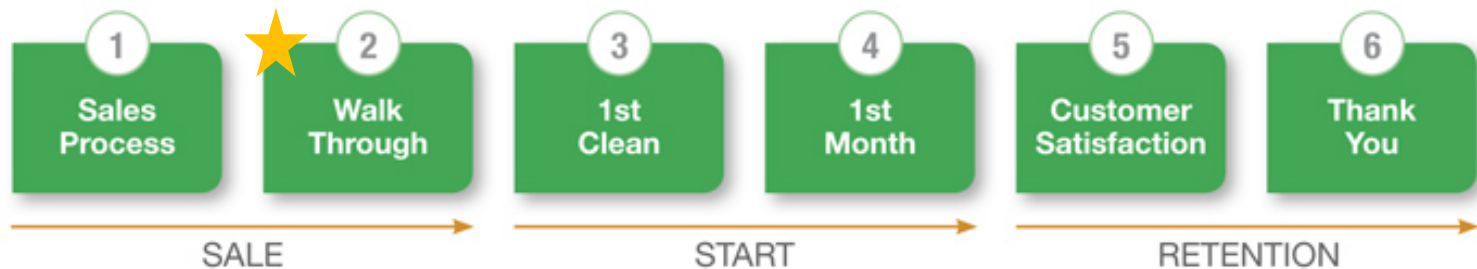 1
Sales
Process
2
Walk
Through
3
1st
Clean
4
1st
Month
5
Customer
Satisfaction
6
Thank
You
SALE
START
RETENTION